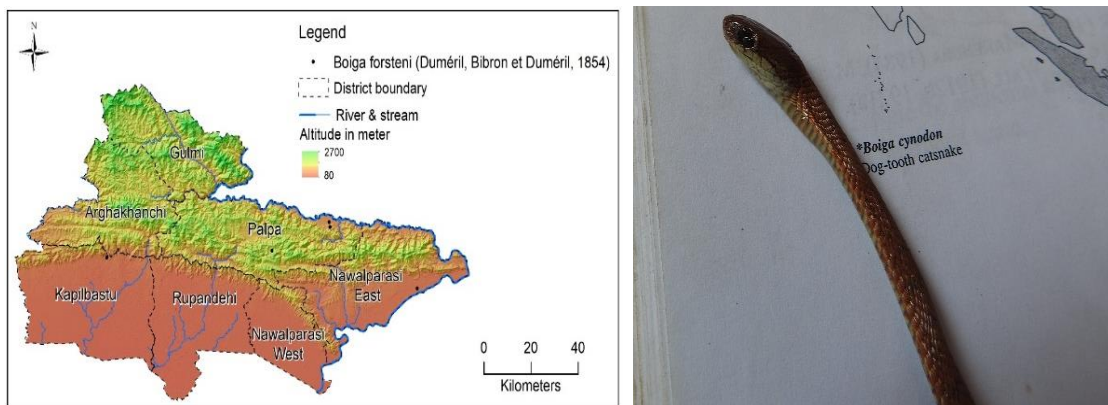 N
Legend
Boiga forsteni (Duméril, Bibron et Duméril, 1854)
District boundary
River & stream
Altitude in meter
2700
80
Gulmi
Arghakhanchi
Palpa
Nawalparasi
East
Kapilbastu
Rupandehi
Nawalparasi
West
0 20 40
Kilometers
*Boiga cynodon
Dog-tooth catsnake